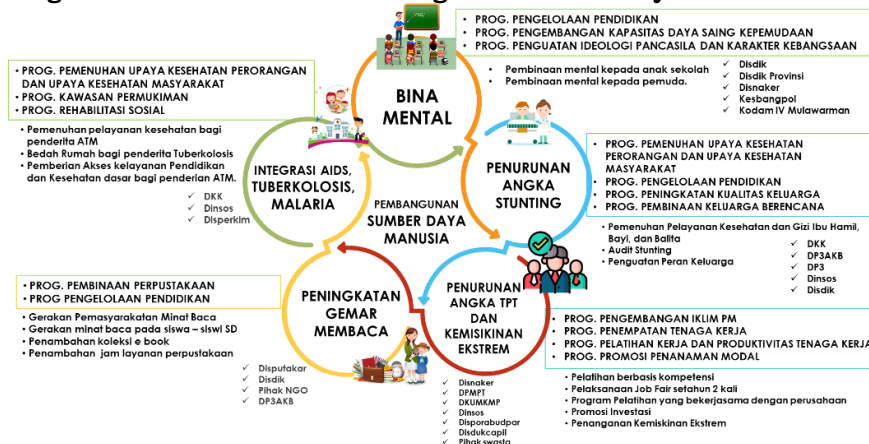 PROG. PENGELOLAAN PENDIDIKAN
PROG. PENGEMBANGAN KAPASITAS DAYA SAING KEPEMUDAAN
PROG. PENGUATAN IDEOLOGI PANCASILA DAN KARAKTER KEBANGSAAN
Pembinaan mental kepada anak sekolah
Pembinaan mental kepada pemuda.
Disdik
Disdik Provinsi
Disnaker
Kesbangpol
Kodam IV Mulawarman
BINA
MENTAL
PROG. PEMENUHAN UPAYA KESEHATAN PERORANGAN
DAN UPAYA KESEHATAN MASYARAKAT
PROG. KAWASAN PERMUKIMAN
PROG. REHABILITASI SOSIAL
Pemenuhan pelayanan kesehatan bagi
penderita ATM
Bedah Rumah bagi penderita Tuberkolosis
Pemberian Akses kelayanan Pendidikan
dan Kesehatan dasar bagi penderian ATM.
DKK
Dinsos
Disperkim
INTEGRASI AIDS,
TUBERKOLOSIS,
MALARIA
PENURUNAN
ANGKA
STUNTING
PROG. PEMENUHAN UPAYA KESEHATAN
PERORANGAN DAN UPAYA KESEHATAN
MASYARAKAT
PROG. PENGELOLAAN PENDIDIKAN
PROG. PENINGKATAN KUALITAS KELUARGA
PROG. PEMBINAAN KELUARGA BERENCANA
Pemenuhan Pelayanan Kesehatan dan Gizi Ibu Hamil,
Bayi, dan Balita
Audit Stunting
Penguatan Peran Keluarga
DKK
DP3AKB
DP3
Dinsos
Disdik
PEMBANGUNAN
SUMBER DAYA
MANUSIA
PROG. PEMBINAAN PERPUSTAKAAN
PROG PENGELOLAAN PENDIDIKAN
Gerakan Pemasyarakatan Minat Baca
Gerakan minat baca pada siswa – siswi SD
Penambahan koleksi e book
Penambahan jam layanan perpustakaan
Disputakar
Disdik
Pihak NGO
DP3AKB
PENINGKATAN
GEMAR
MEMBACA
PENURUNAN
ANGKA TPT
DAN
KEMISIKINAN
EKSTREM
Disnaker
DPMPT
DKUMKMP
Dinsos
Disporabudpar
Disdukcapil
Pihak swasta
PROG. PENGEMBANGAN IKLIM PM
PROG. PENEMPATAN TENAGA KERJA
PROG. PELATIHAN KERJA DAN PRODUKTIVITAS TENAGA KERJA
PROG. PROMOSI PENANAMAN MODAL
Pelatihan berbasis kompetensi
Pelaksanaan Job Fair setahun 2 kali
Program Pelatihan yang bekerjasama dengan perusahaan
Promosi Investasi
Penanganan Kemiskinan Ekstrem